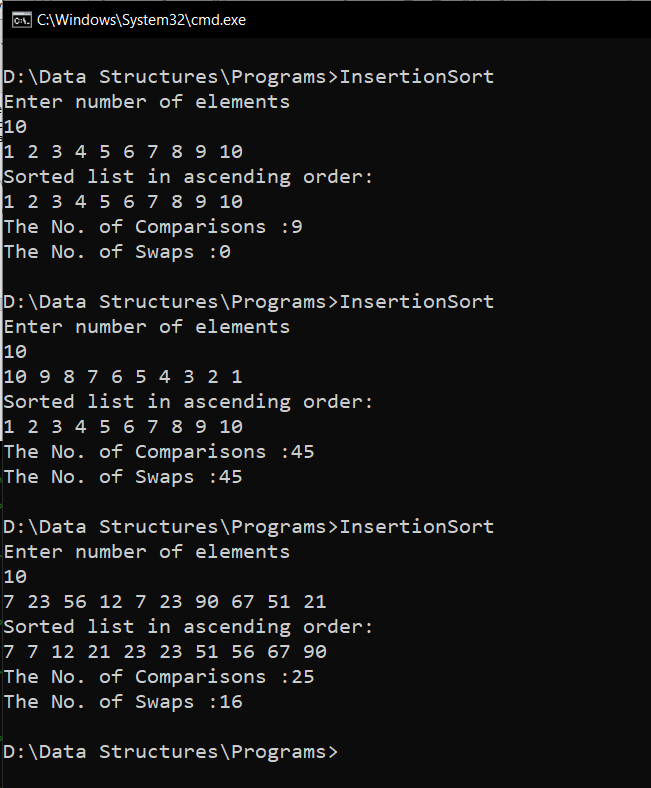 C:\Windows\System32\cmd.exe
D:\Data Structures\Programs>InsertionSort
Enter number of elements
10
1 2 3 4 5 6 7 8 9 10
Sorted list in ascending order:
1 2 3 4 5 6 7 8 9 10
The No. of Comparisons :9
The No. of Swaps :0
D:\Data Structures\Programs>InsertionSort
Enter number of elements
10
10 9 8 7 6 5 4 3 2 1
Sorted list in ascending order:
1 2 3 4 5 6 7 8 9 10
The No. of Comparisons :45
The No. of Swaps :45
D:\Data Structures\Programs>InsertionSort
Enter number of elements
10
7 23 56 12 7 23 90 67 51 21
Sorted list in ascending order:
7 7 12 21 23 23 51 56 67 90
The No. of Comparisons :25
The No. of Swaps :16
D:\Data Structures\Programs>